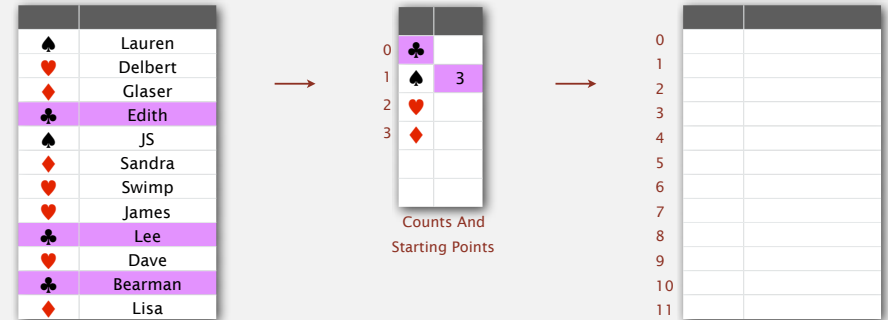 ♠ Lauren
♥ Delbert
♦ Glaser
♣ Edith
♠ JS
♦ Sandra
♥ Swimp
♥ James
♣ Lee
♥ Dave
♣ Bearman
♦ Lisa
→
0 ♣
1 ♠ 3
2 ♥
3 ♦
Counts And
Starting Points
→
0
1
2
3
4
5
6
7
8
9
10
11